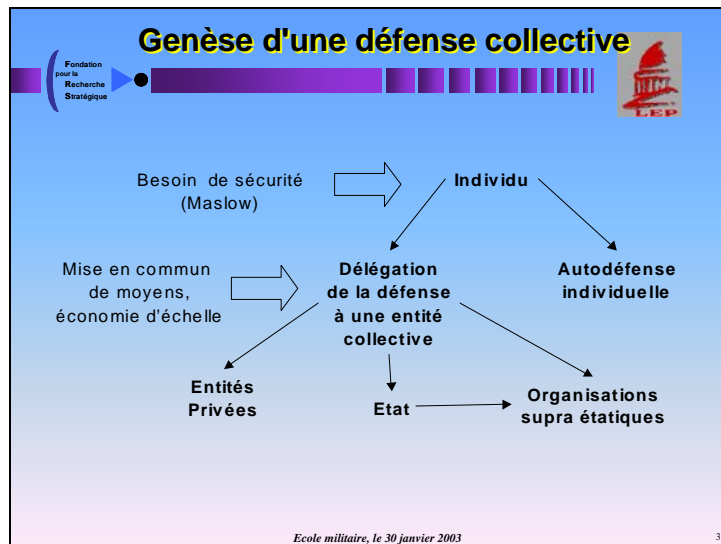 Genèse d'une défense collective
Fondation
pour la
Recherche
Stratégique
LEP
Besoin de sécurité
(Maslow)
Individu
Mise en commun
de moyens,
économie d'échelle
Délégation
de la défense
à une entité
collective
Autodéfense
individuelle
Entités
Privées
Etat
Organisations
supra étatiques
Ecole militaire, le 30 janvier 2003
3